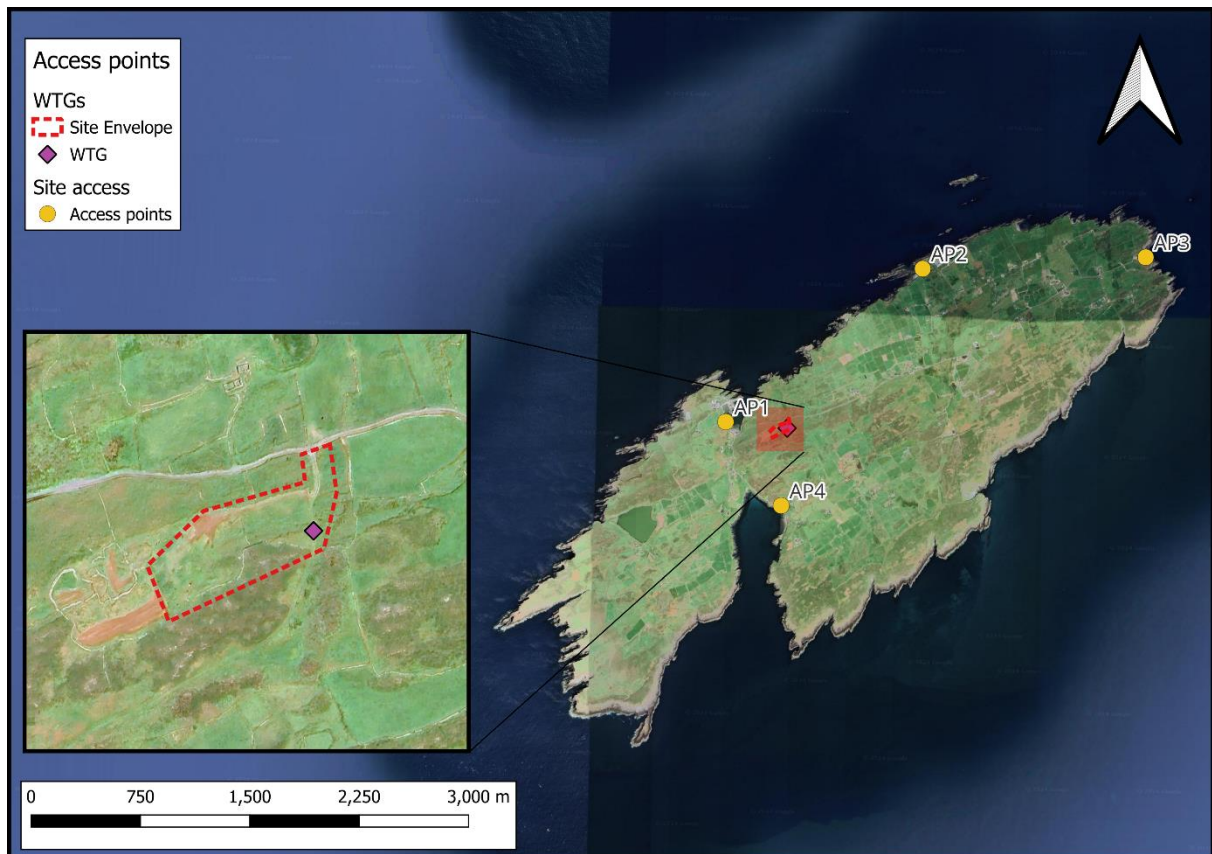 Access points
WTGs
Site Envelope
WTG
Site access
Access points
AP2
AP3
AP1
AP4
0 750 1,500 2,250 3,000 m